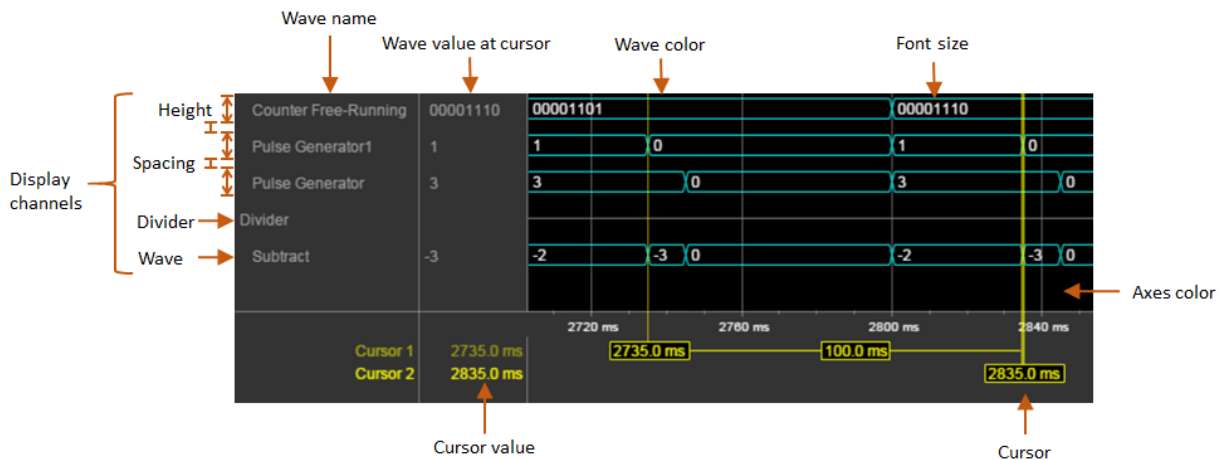 Wave name
Wave value at cursor
Wave color
Font size
Height
Spacing
Display
channels
Divider
Wave
Counter Free-Running 00001110 00001101 00001110
Pulse Generator1 1 1 0 1 0
Pulse Generator 3 3 0 3 0
Divider
Subtract -3 -2 -3 0 -2 -3 0
Axes color
2720 ms 2760 ms 2800 ms 2840 ms
Cursor 1 2735.0 ms 2735.0 ms 100.0 ms
Cursor 2 2835.0 ms 2835.0 ms
Cursor value
Cursor